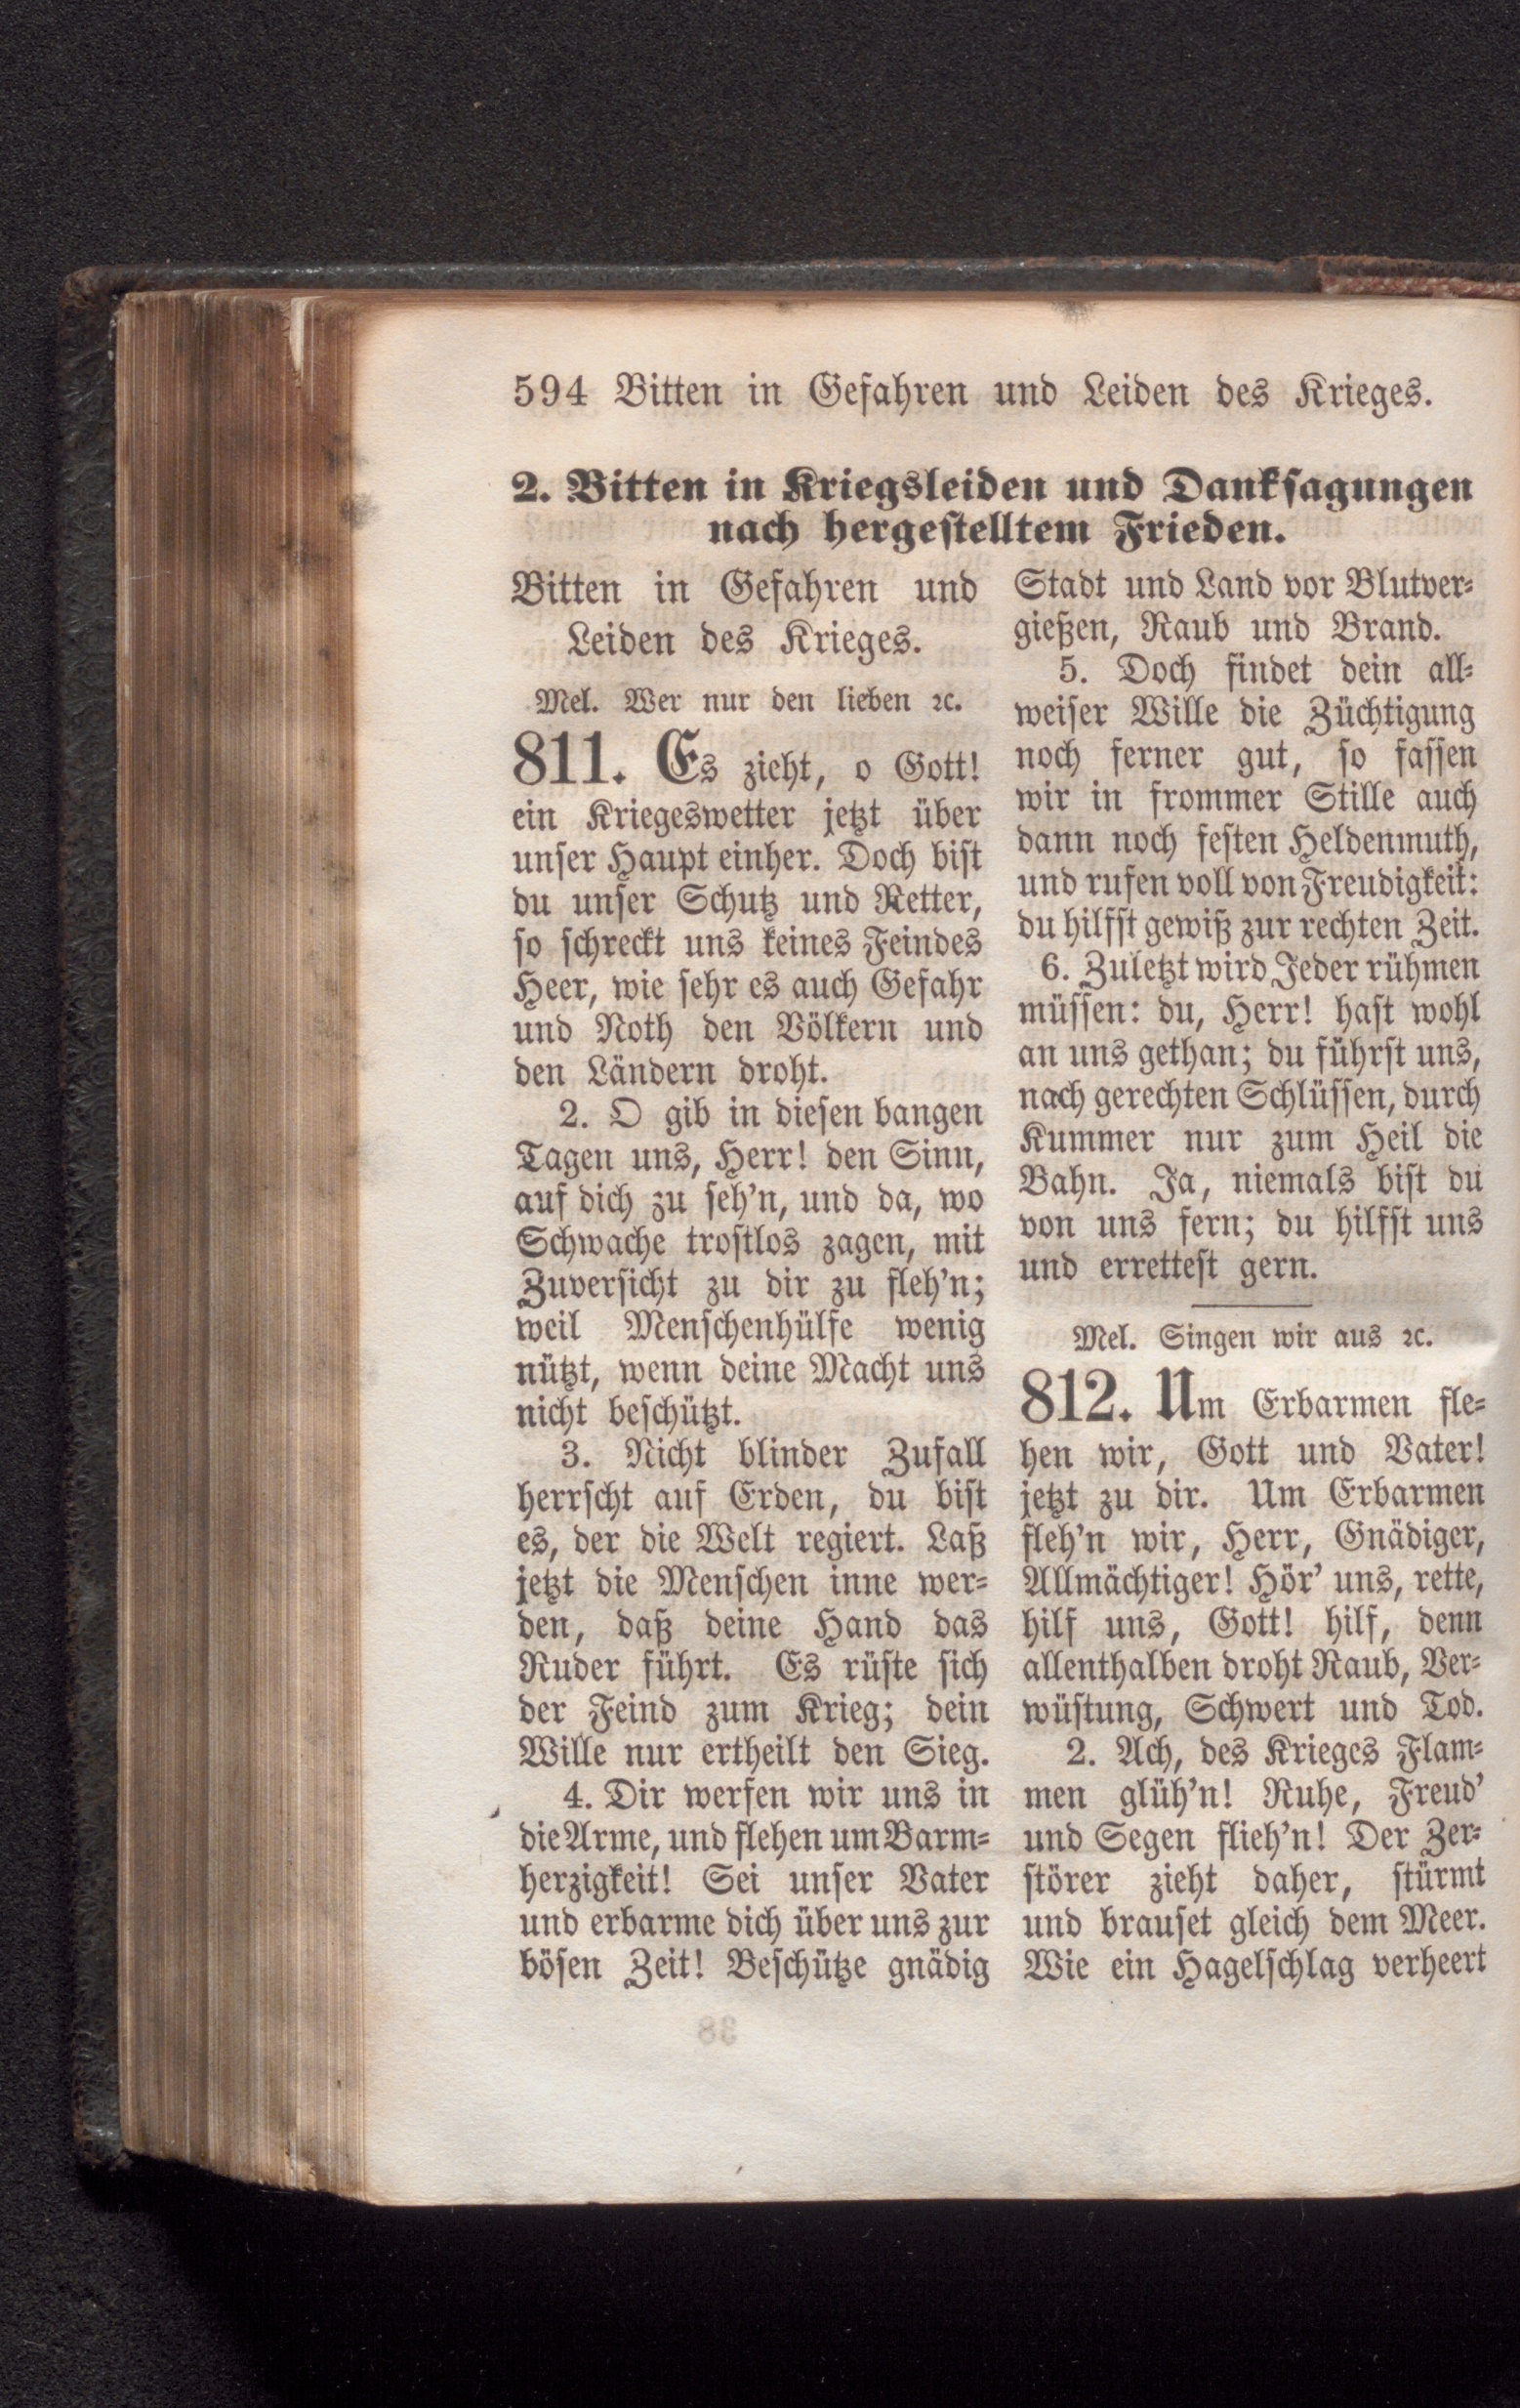 594 Bitten in Gefahren und Leiden des Krieges.
2. Bitten in Kriegsleiden und Danksagungen
nach hergestelltem Frieden.
Bitten in Gefahren und
Leiden des Krieges.
Mel. Wer nur den lieben ꝛc.
811. Es zieht, o Gott!
ein Kriegeswetter jetzt über
unser Haupt einher. Doch bist
du unser Schutz und Retter,
so schreckt uns keines Feindes
Heer, wie sehr es auch Gefahr
und Noth den Völkern und
den Ländern droht.
2. O gib in diesen bangen
Tagen uns, Herr! den Sinn,
auf dich zu seh'n, und da, wo
Schwache trostlos zagen, mit
Zuversicht zu dir zu fleh'n;
weil Menschenhülfe wenig
nützt, wenn deine Macht uns
nicht beschützt.
3. Nicht blinder Zufall
herrscht auf Erden, du bist
es, der die Welt regiert. Laß
jetzt die Menschen inne wer-
den, daß deine Hand das
Ruder führt. Es rüste sich
der Feind zum Krieg; dein
Wille nur ertheilt den Sieg.
4. Dir werfen wir uns in
die Arme, und flehen um Barm-
herzigkeit! Sei unser Vater
und erbarme dich über uns zur
bösen Zeit! Beschütze gnädig
Stadt und Land vor Blutver-
gießen, Raub und Brand.
5. Doch findet dein all-
weiser Wille die Züchtigung
noch ferner gut, so fassen
wir in frommer Stille auch
dann noch festen Heldenmuth,
und rufen voll von Freudigkeit:
du hilfst gewiß zur rechten Zeit.
6. Zuletzt wird Jeder rühmen
müssen: du, Herr! hast wohl
an uns gethan; du führst uns,
nach gerechten Schlüssen, durch
Kummer nur zum Heil die
Bahn. Ja, niemals bist du
von uns fern; du hilfst uns
und errettest gern.
Mel. Singen wir aus ꝛc.
812. Um Erbarmen fle-
hen wir, Gott und Vater!
jetzt zu dir. Um Erbarmen
fleh'n wir, Herr, Gnädiger,
Allmächtiger! Hör' uns, rette,
hilf uns, Gott! hilf, denn
allenthalben droht Raub, Ver-
wüstung, Schwert und Tod.
2. Ach, des Krieges Flam-
men glüh'n! Ruhe, Freud'
und Segen flieh'n! Der Zer-
störer zieht daher, stürmt
und brauset gleich dem Meer.
Wie ein Hagelschlag verheert